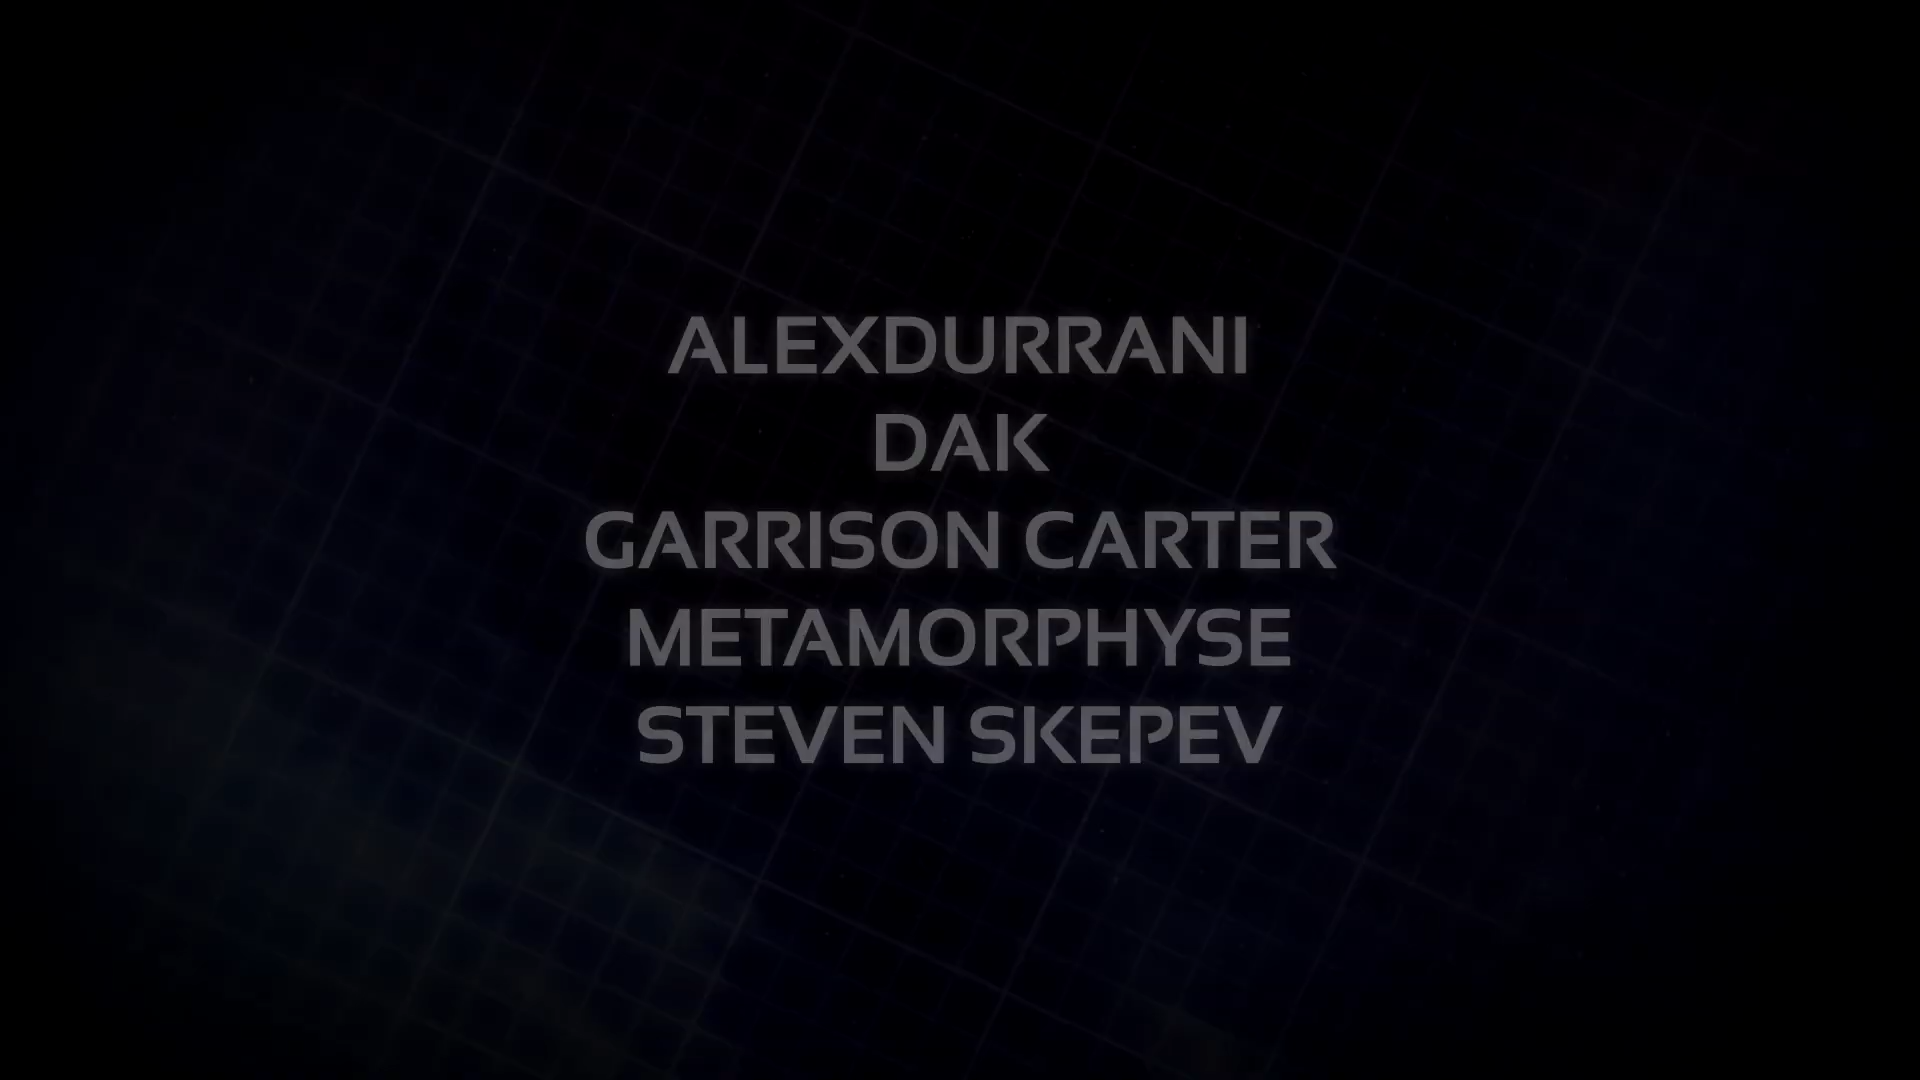 ALEXDURRANI
DAK
GARRISON CARTER
METAMORPHYSE
STEVEN SKEPEV